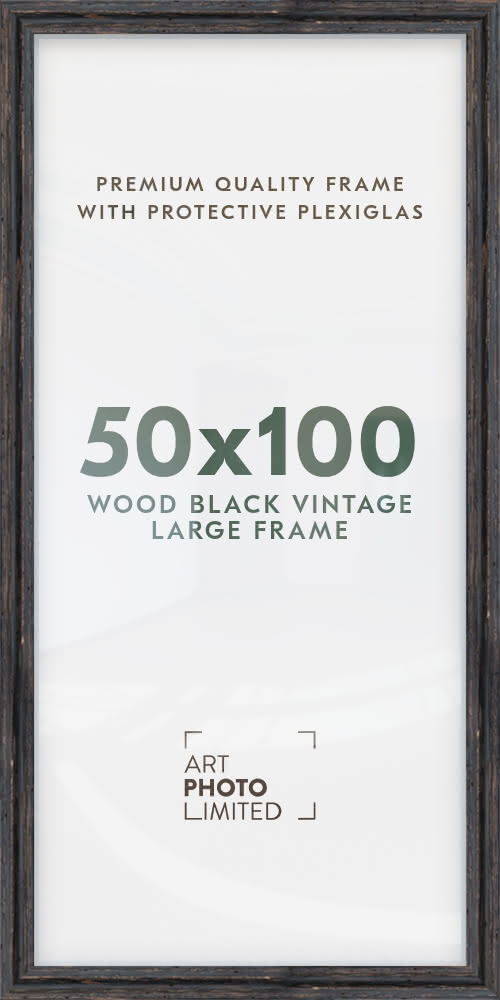 PREMIUM QUALITY FRAME
WITH PROTECTIVE PLEXIGLAS
50x100
WOOD BLACK VINTAGE
LARGE FRAME
ART
PHOTO
LIMITED